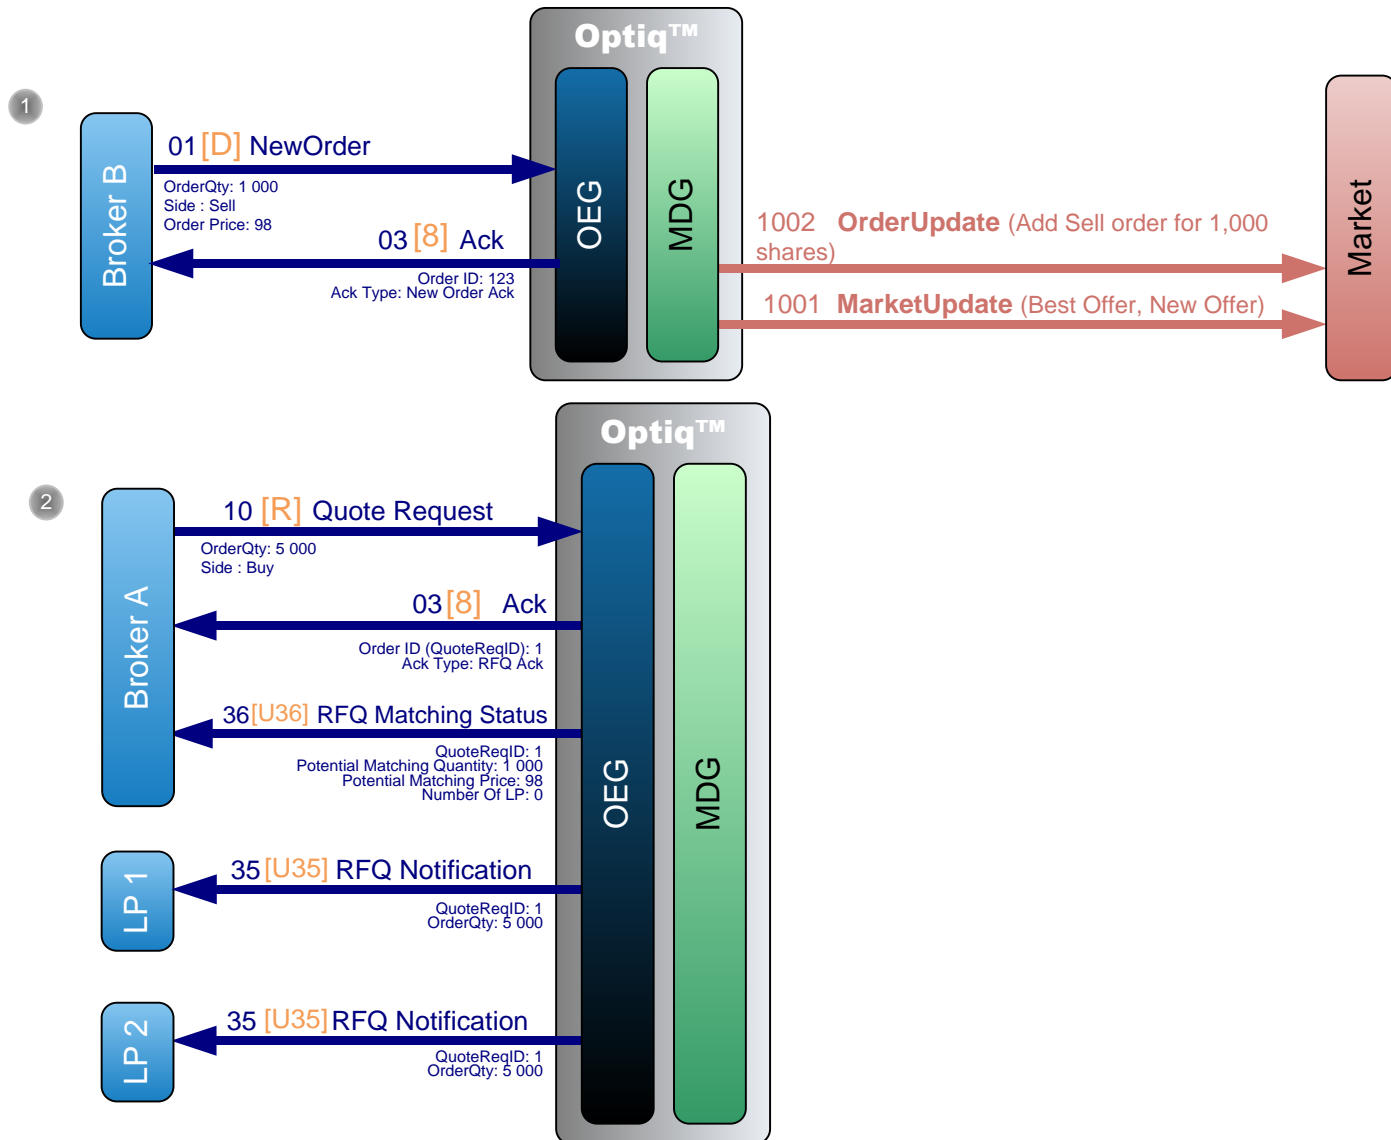 Optiq™
1
01 [D] NewOrder
OrderQty: 1 000
Side : Sell
Order Price: 98
03 [8] Ack
Order ID: 123
Ack Type: New Order Ack
Broker B
OEG
MDG
1002 OrderUpdate (Add Sell order for 1,000
shares)
1001 MarketUpdate (Best Offer, New Offer)
Market
Optiq™
2
10 [R] Quote Request
OrderQty: 5 000
Side : Buy
03 [8] Ack
Order ID (QuoteReqID): 1
Ack Type: RFQ Ack
Broker A
36 [U36] RFQ Matching Status
QuoteReqID: 1
Potential Matching Quantity: 1 000
Potential Matching Price: 98
Number Of LP: 0
OEG
MDG
LP 1
35 [U35] RFQ Notification
QuoteReqID: 1
OrderQty: 5 000
LP 2
35 [U35] RFQ Notification
QuoteReqID: 1
OrderQty: 5 000